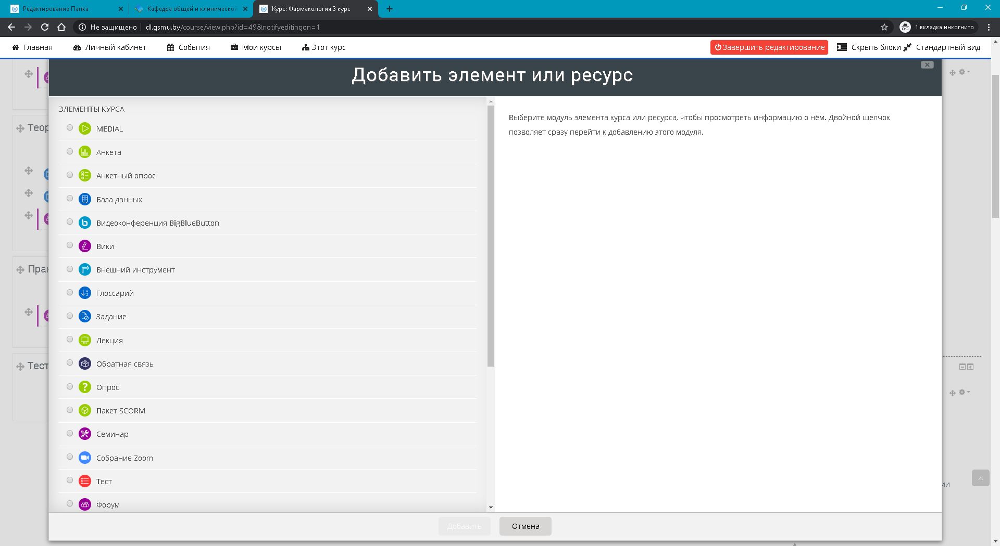 Редактирование Папка
Кафедра общей и клинической
Курс: Фармакология 3 курс
Не защищено
dl.gsmu.by/course/view.php?id=49&notifyeditingon=1
1 вкладка инкогнито
Главная
Личный кабинет
События
Мои курсы
Этот курс
Завершить редактирование
Скрыть блоки
Стандартный вид
Добавить элемент или ресурс
ЭЛЕМЕНТЫ КУРСА
MEDIAL
Анкета
Анкетный опрос
База данных
Видеоконференция BigBlueButton
Вики
Внешний инструмент
Глоссарий
Задание
Лекция
Обратная связь
Опрос
Пакет SCORM
Семинар
Собрание Zoom
Тест
Форум
Выберите модуль элемента курса или ресурса, чтобы просмотреть информацию о нём. Двойной щелчок
позволяет сразу перейти к добавлению этого модуля.
Теор
Прак
Тест
ии
Добавить
Отмена